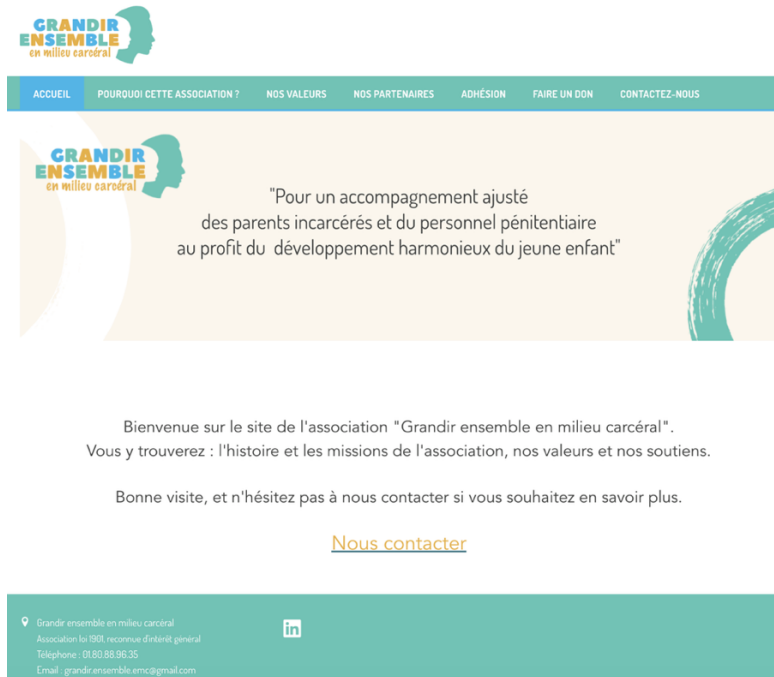 GRANDIR
ENSEMBLE
en milieu carcéral
ACCUEIL POURQUOI CETTE ASSOCIATION ? NOS VALEURS NOS PARTENAIRES ADHÉSION FAIRE UN DON CONTACTEZ-NOUS
GRANDIR
ENSEMBLE
en milieu carcéral
"Pour un accompagnement ajusté
des parents incarcérés et du personnel pénitentiaire
au profit du développement harmonieux du jeune enfant"
Bienvenue sur le site de l'association "Grandir ensemble en milieu carcéral".
Vous y trouverez : l'histoire et les missions de l'association, nos valeurs et nos soutiens.
Bonne visite, et n'hésitez pas à nous contacter si vous souhaitez en savoir plus.
Nous contacter
Grandir ensemble en milieu carcéral
in
Association loi 1901, reconnue d'intérêt général
Téléphone : 01.80.88.96.35
Email : grandir.ensemble.emc@gmail.com